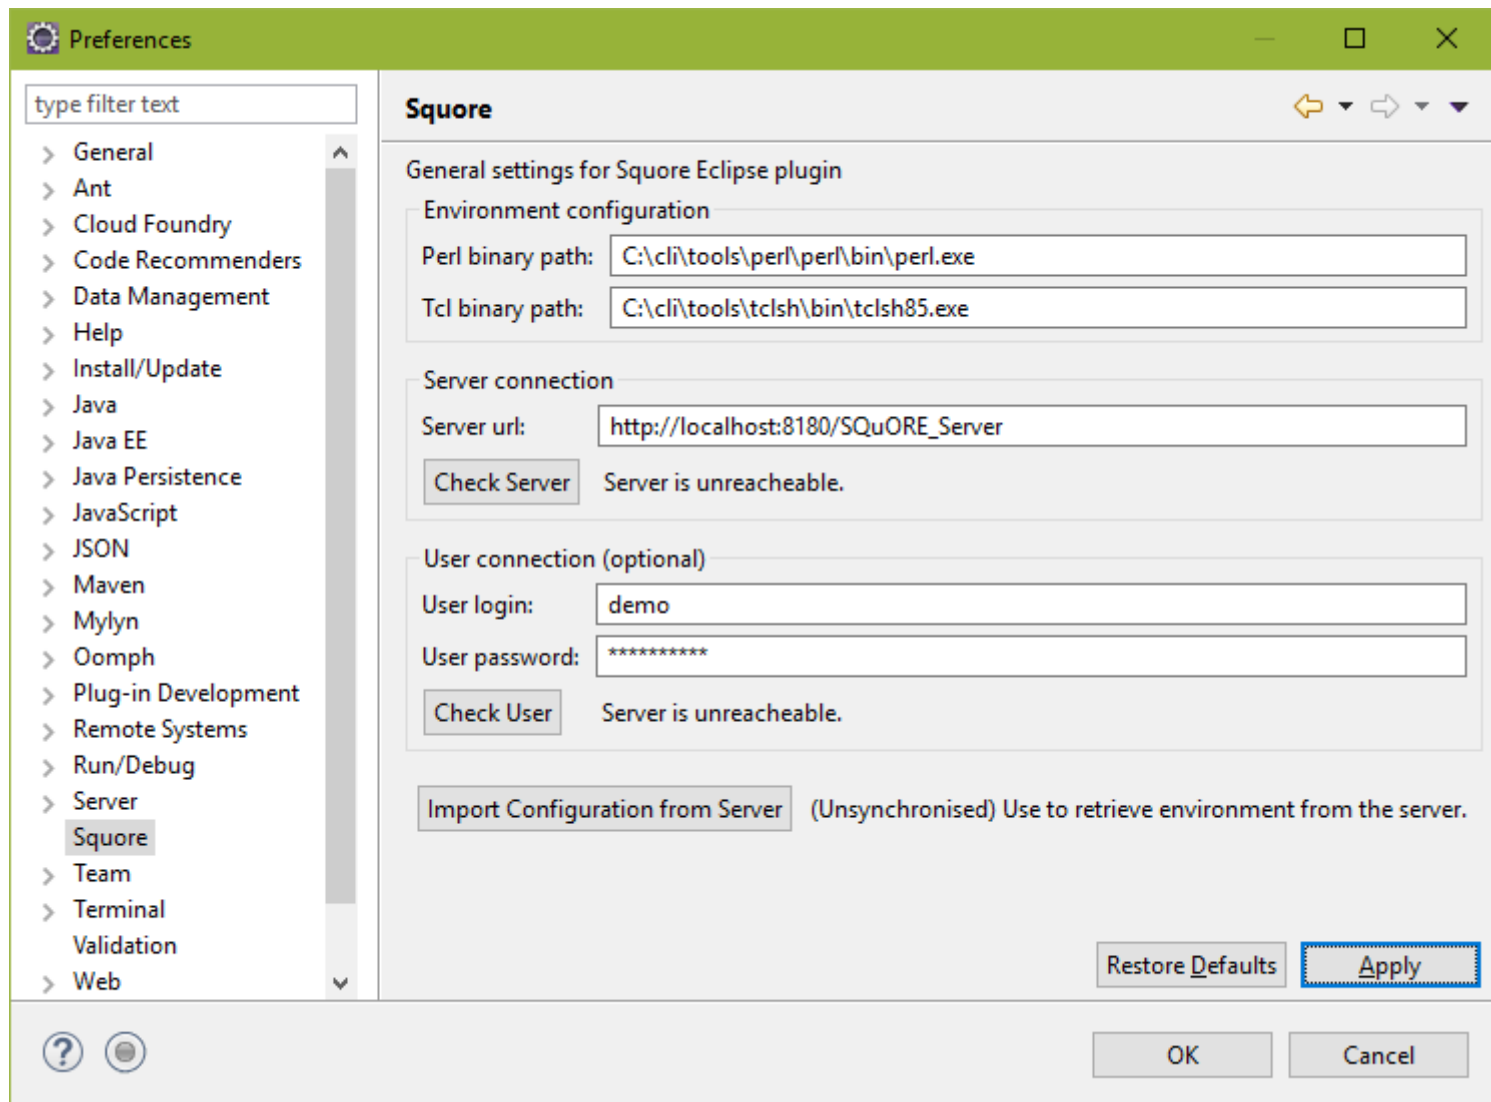 Preferences
type filter text
General
Ant
Cloud Foundry
Code Recommenders
Data Management
Help
Install/Update
Java
Java EE
Java Persistence
JavaScript
JSON
Maven
Mylyn
Oomph
Plug-in Development
Remote Systems
Run/Debug
Server
Squore
Team
Terminal
Validation
Web
Squore
General settings for Squore Eclipse plugin
Environment configuration
Perl binary path: C:\cli\tools\perl\perl\bin\perl.exe
Tcl binary path: C:\cli\tools\tclsh\bin\tclsh85.exe
Server connection
Server url: http://localhost:8180/SQuORE_Server
Check Server Server is unreacheable.
User connection (optional)
User login: demo
User password: **********
Check User Server is unreacheable.
Import Configuration from Server (Unsynchronised) Use to retrieve environment from the server.
Restore Defaults Apply
? OK Cancel